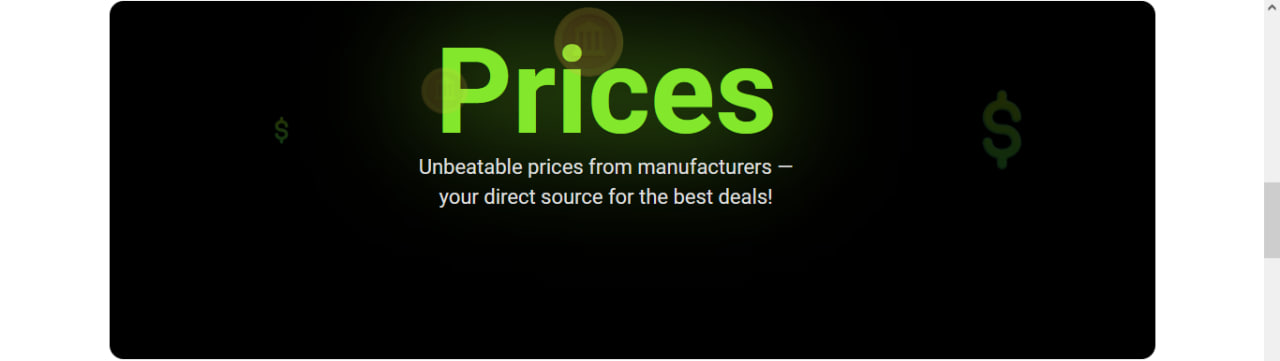 Prices
Unbeatable prices from manufacturers —
your direct source for the best deals!
$
$